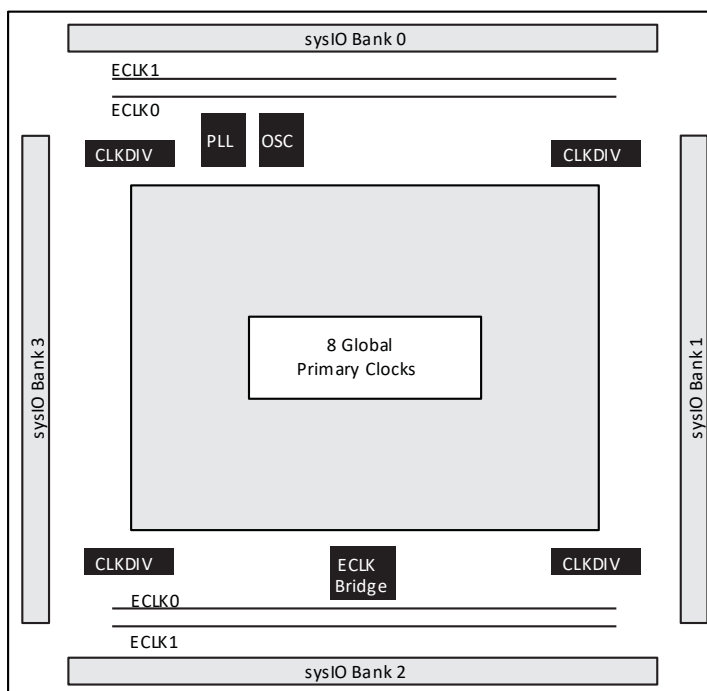 sysIO Bank 0
ECLK1
ECLK0
PLL
OSC
CLKDIV
CLKDIV
sysIO Bank 3
8 Global
Primary Clocks
sysIO Bank 1
CLKDIV
ECLK
Bridge
CLKDIV
ECLK0
ECLK1
sysIO Bank 2